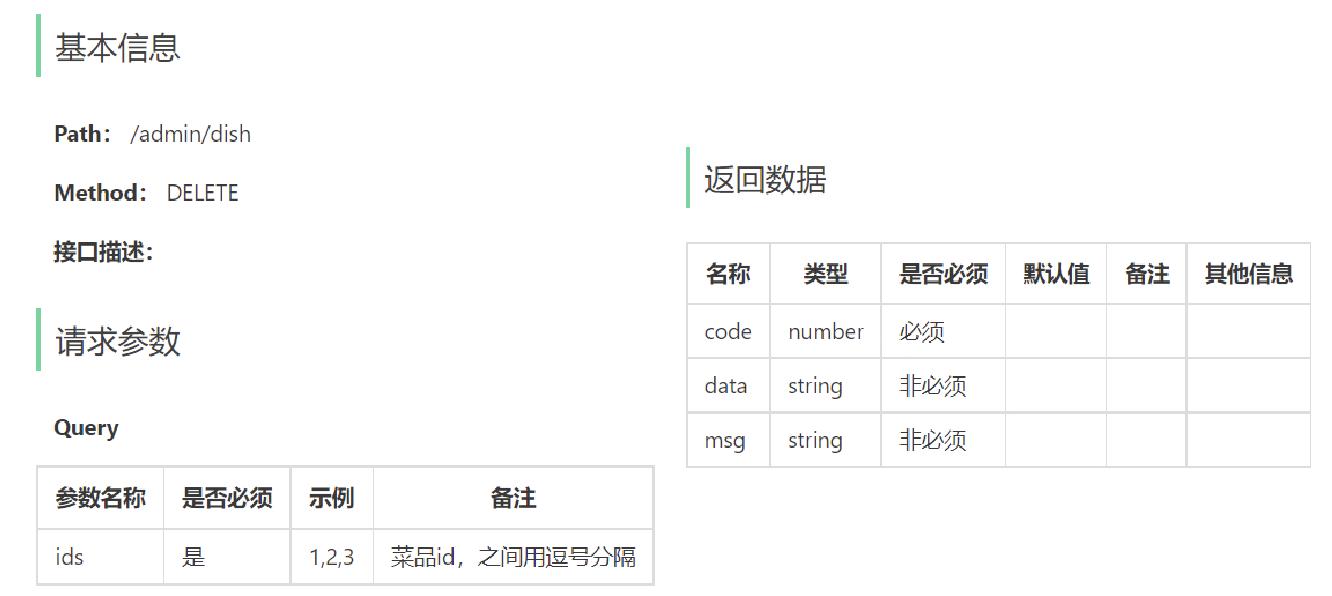 基本信息
Path: /admin/dish
Method: DELETE
接口描述:
请求参数
Query
参数名称 是否必须 示例 备注
ids 是 1,2,3 菜品id，之间用逗号分隔
返回数据
名称 类型 是否必须 默认值 备注 其他信息
code number 必须
data string 非必须
msg string 非必须